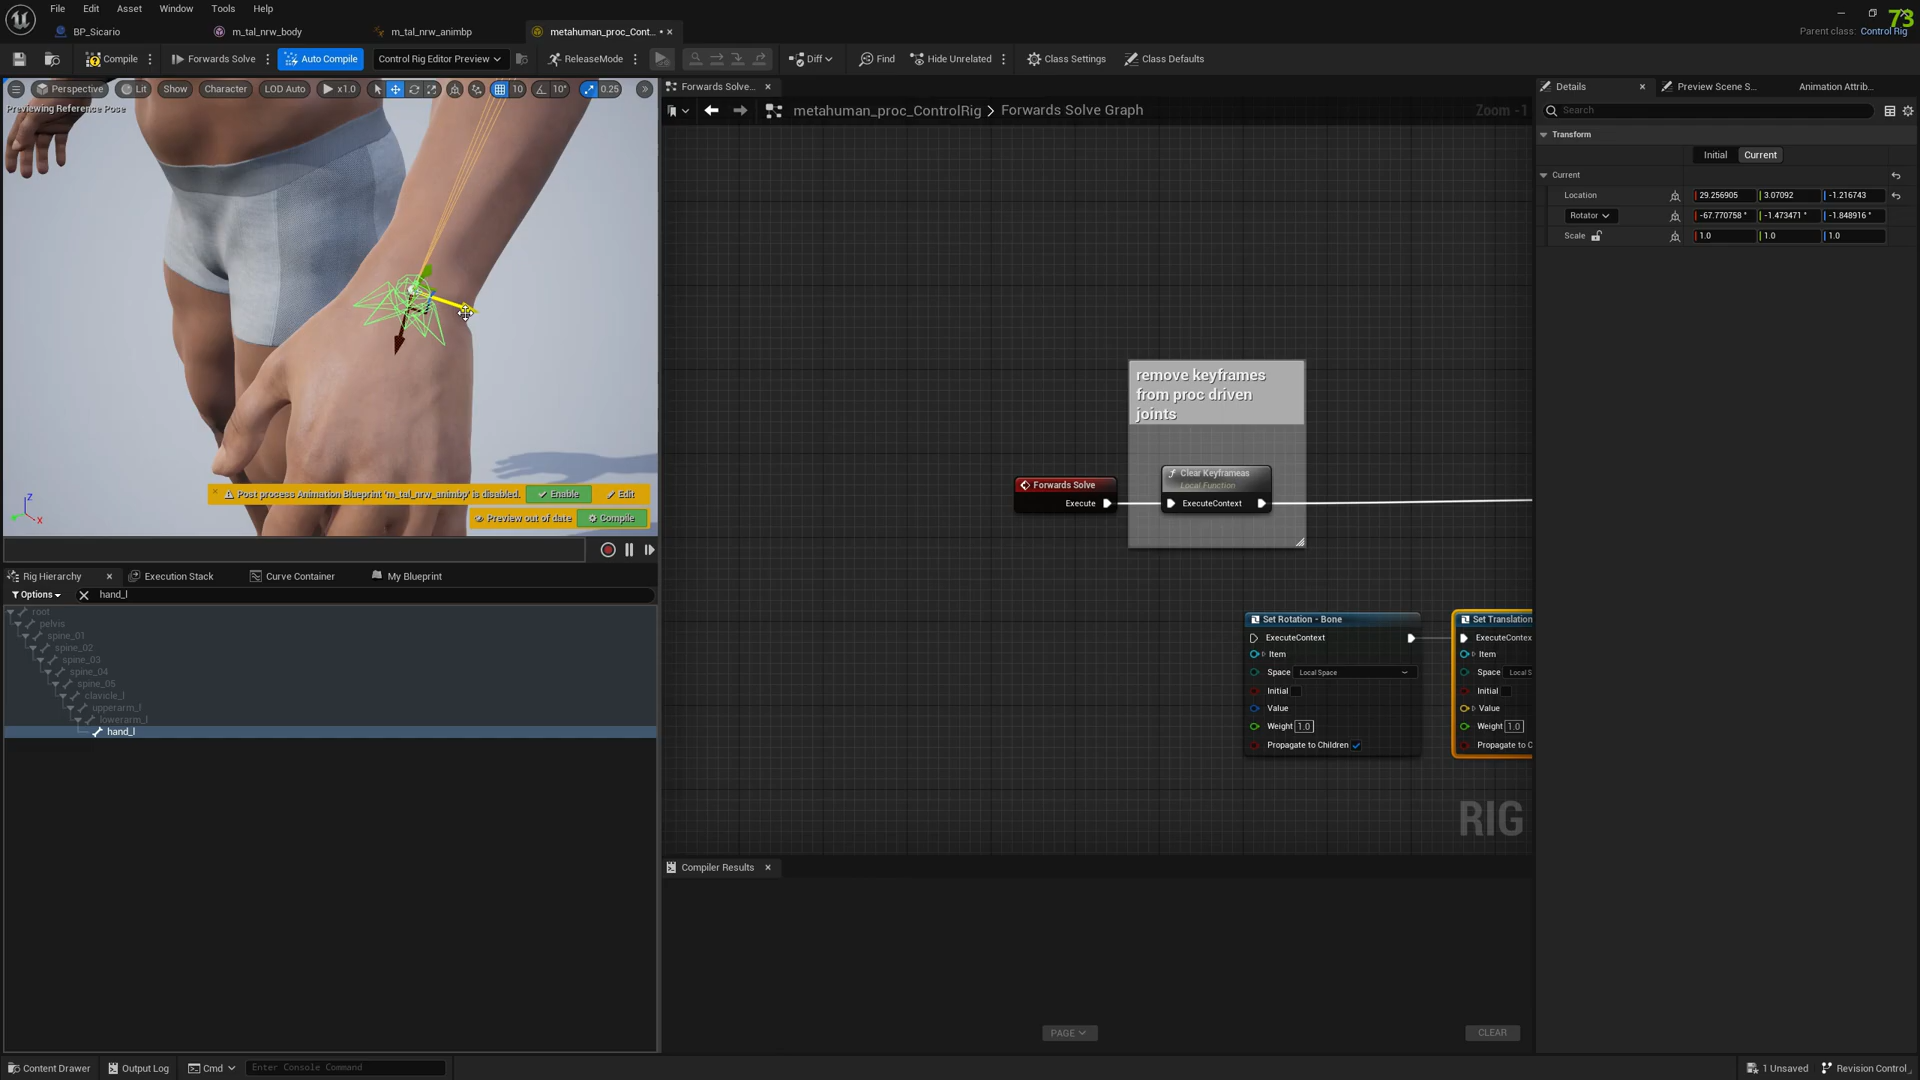 File Edit Asset Window Tools Help
73
BP_Sicario m_tal_nrw_body m_tal_nrw_animbp metahuman_proc_Cont...
Parent class: Control Rig
Compile Forwards Solve Auto Compile Control Rig Editor Preview ReleaseMode Diff Find Hide Unrelated Class Settings Class Defaults
Perspective Lit Show Character LOD Auto x1.0 10 10° 0.25
Previewing Reference Pose
Forwards Solve...
metahuman_proc_ControlRig > Forwards Solve Graph
Zoom -1
Details Preview Scene S... Animation Attrib...
Search
Transform
Initial Current
Current
Location 29.256905 3.07092 -1.216743
Rotator -67.770758 ° -1.473471 ° -1.848916 °
Scale 1.0 1.0 1.0
remove keyframes
from proc driven
joints
Clear Keyframeas
Local Function
ExecuteContext
Forwards Solve
Execute
Post process Animation Blueprint 'm_tal_nrw_animbp' is disabled. Enable Edit
Preview out of date Compile
Z
X
Rig Hierarchy Execution Stack Curve Container My Blueprint
Options hand_l
root
pelvis
spine_01
spine_02
spine_03
spine_04
spine_05
clavicle_l
upperarm_l
lowerarm_l
hand_l
Set Rotation - Bone
ExecuteContext
Item
Space Local Space
Initial
Value
Weight 1.0
Propagate to Children
Set Translation
ExecuteContex
Item
Space Local S
Initial
Value
Weight 1.0
Propagate to C
RIG
Compiler Results
PAGE
CLEAR
Content Drawer Output Log Cmd Enter Console Command
1 Unsaved Revision Control